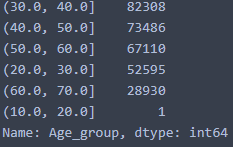 (30.0, 40.0]    82308
(40.0, 50.0]    73486
(50.0, 60.0]    67110
(20.0, 30.0]    52595
(60.0, 70.0]    28930
(10.0, 20.0]        1
Name: Age_group, dtype: int64